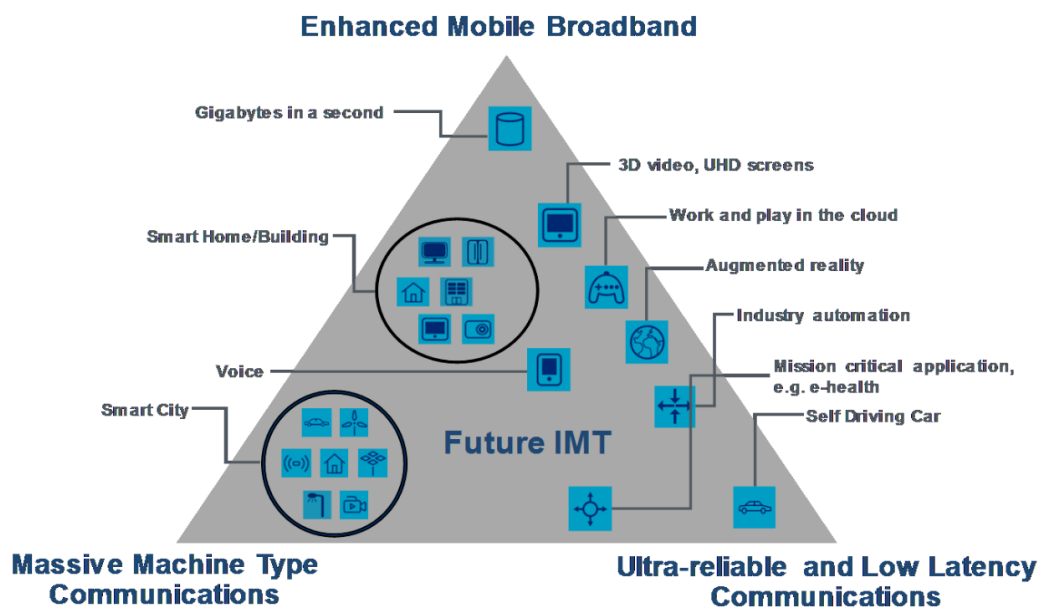 Enhanced Mobile Broadband
Gigabytes in a second
3D video, UHD screens
Work and play in the cloud
Smart Home/Building
Augmented reality
Industry automation
Voice
Mission critical application,
e.g. e-health
Smart City
Self Driving Car
Future IMT
Massive Machine Type
Communications
Ultra-reliable and Low Latency
Communications